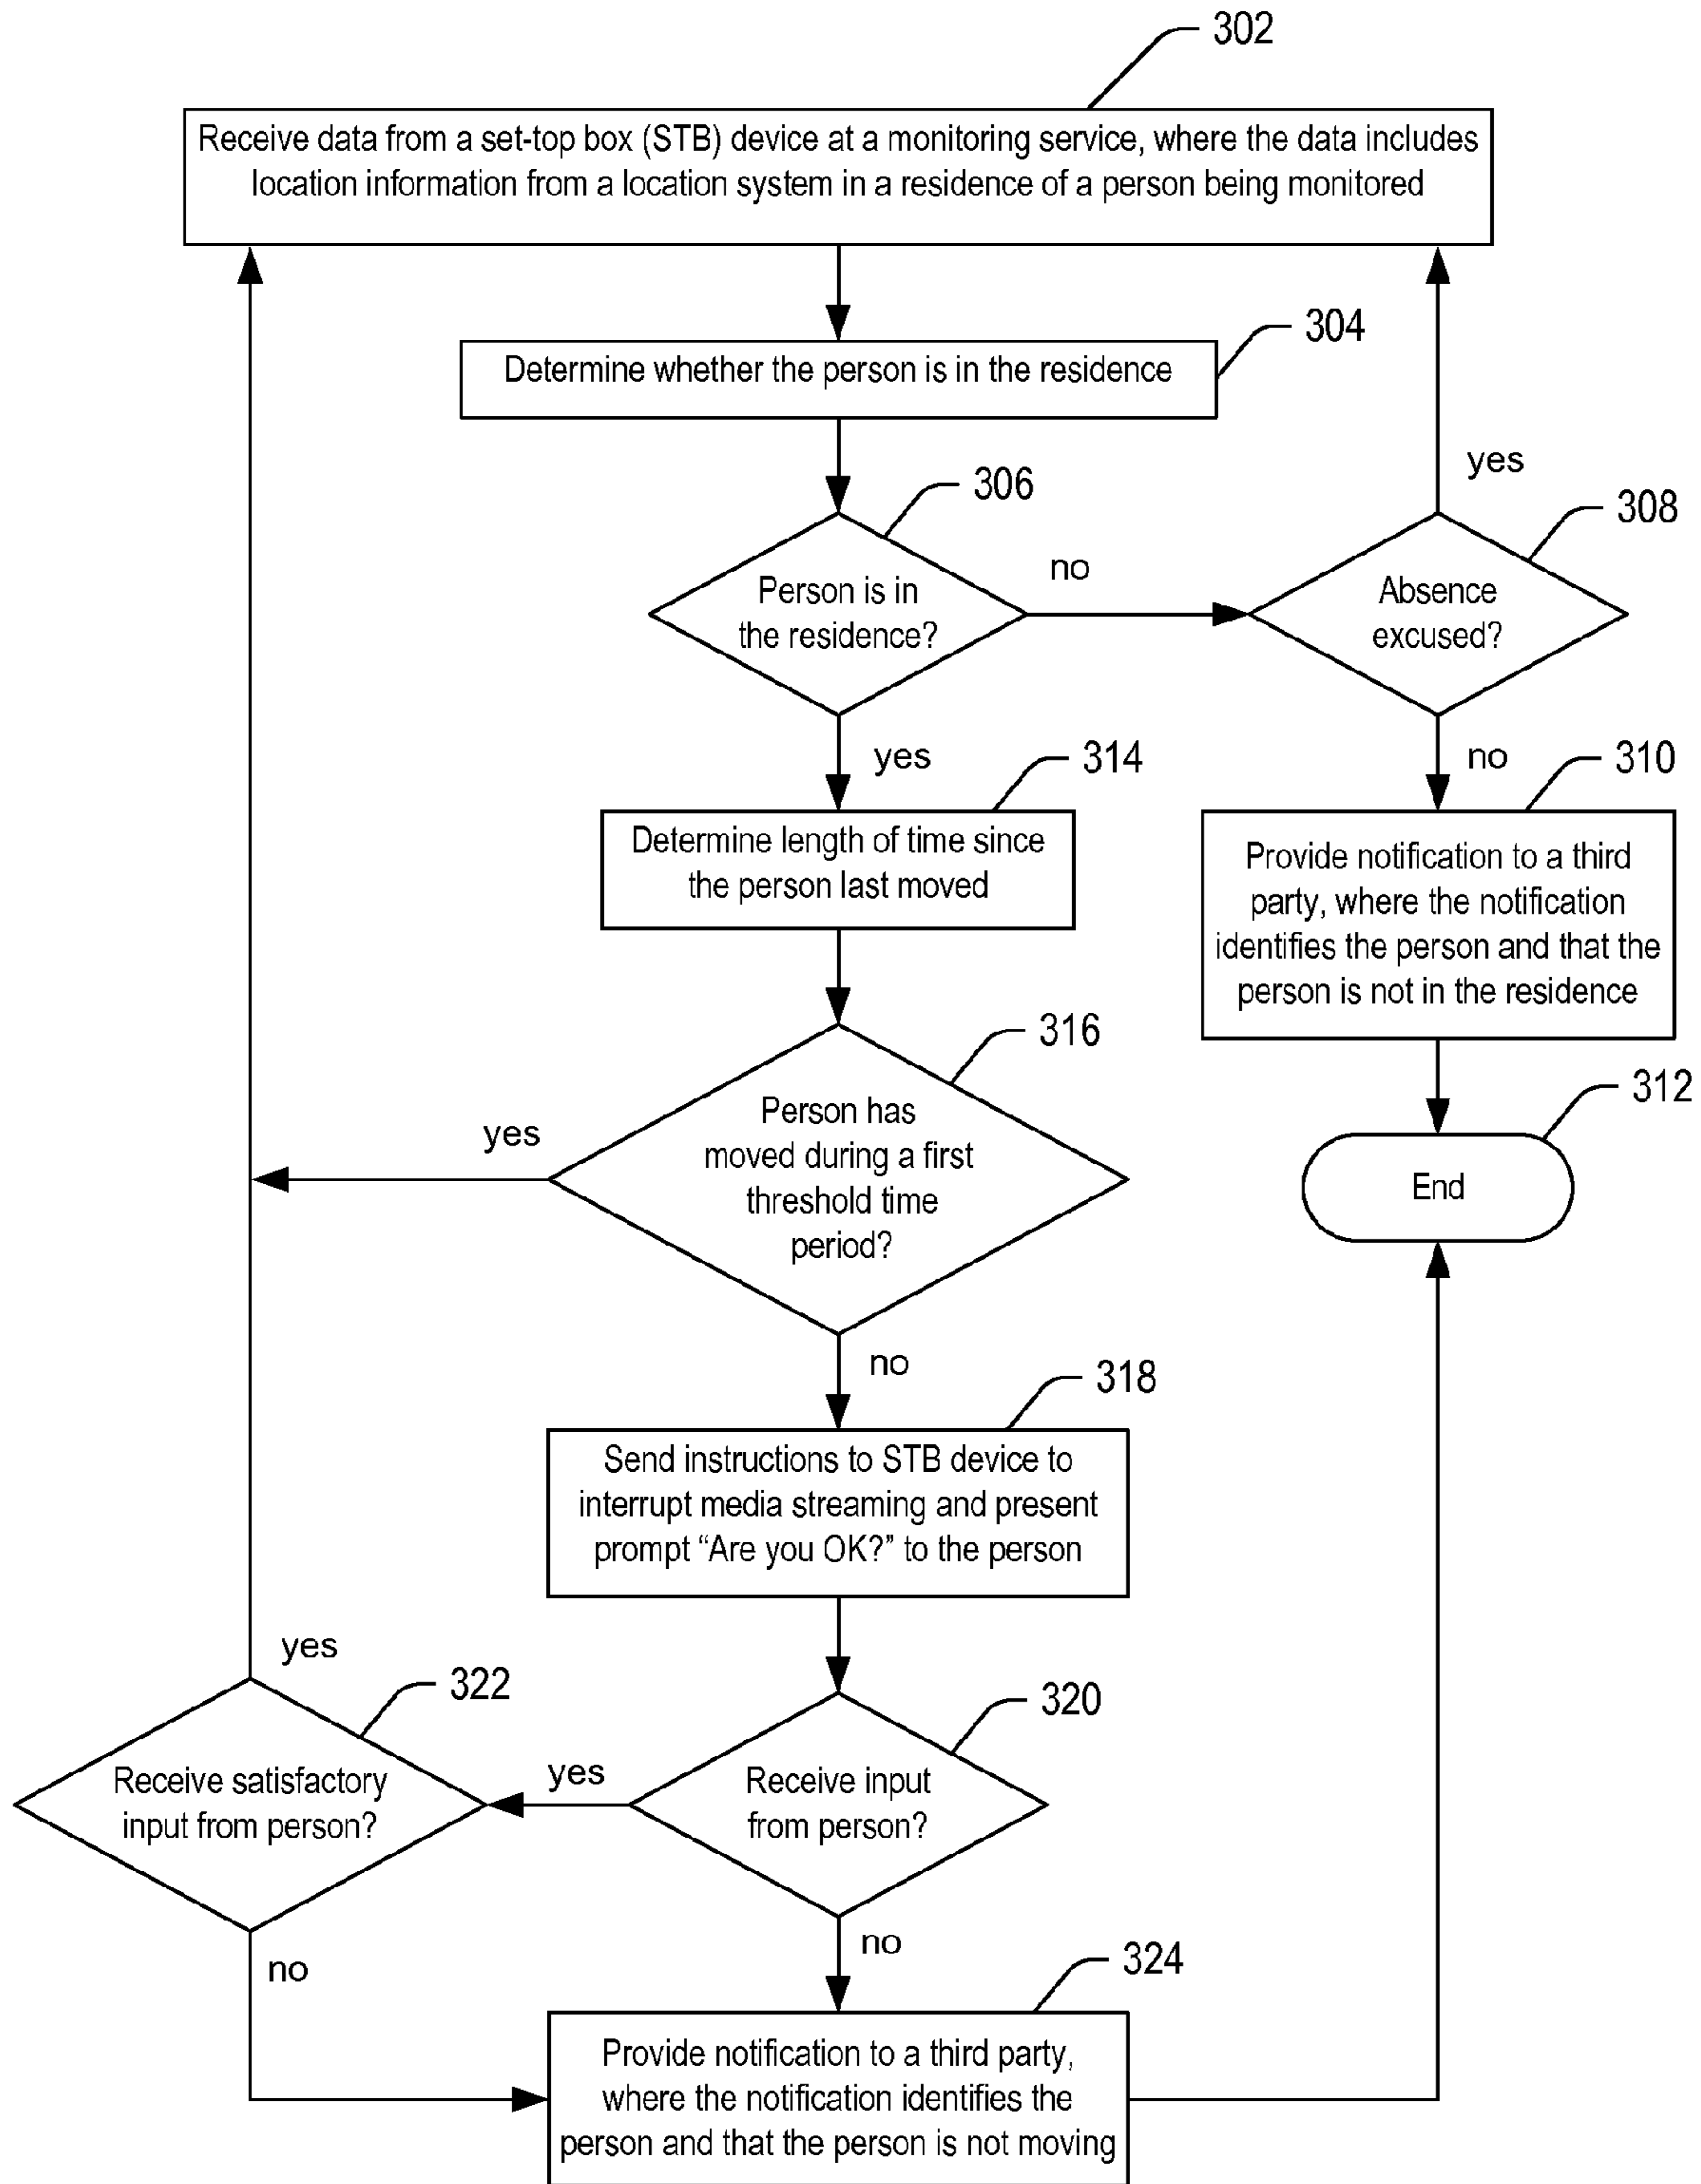 302
Receive data from a set-top box (STB) device at a monitoring service, where the data includes
location information from a location system in a residence of a person being monitored
304
Determine whether the person is in the residence
yes
306
308
no
Person is in
the residence?
Absence
excused?
yes
314
no
310
Determine length of time since
the person last moved
Provide notification to a third
party, where the notification
identifies the person and that the
person is not in the residence
316
312
yes
Person has
moved during a first
threshold time
period?
End
no
318
Send instructions to STB device to
interrupt media streaming and present
prompt “Are you OK?” to the person
yes
322
320
Receive satisfactory
input from person?
yes
Receive input
from person?
no
no
324
Provide notification to a third party,
where the notification identifies the
person and that the person is not moving